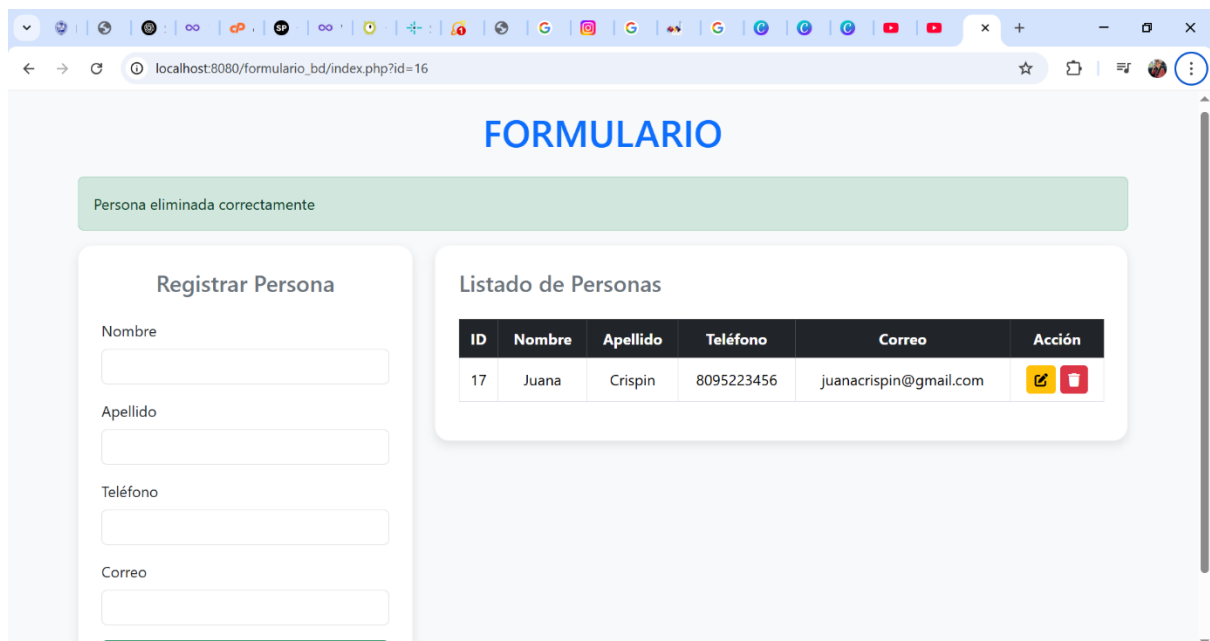 localhost:8080/formulario_bd/index.php?id=16
FORMULARIO
Persona eliminada correctamente
Registrar Persona
Nombre
Apellido
Teléfono
Correo
Listado de Personas
ID Nombre Apellido Teléfono Correo Acción
17 Juana Crispin 8095223456 juanacrispin@gmail.com